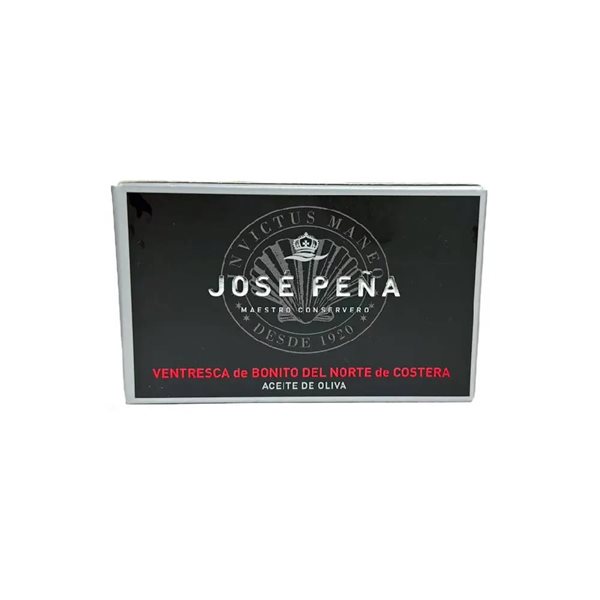 INVICTUS MANEO
JOSÉ PEÑA
MAESTRO CONSERVERO
DESDE 1920
VENTRESCA de BONITO DEL NORTE de COSTERA
ACEITE DE OLIVA